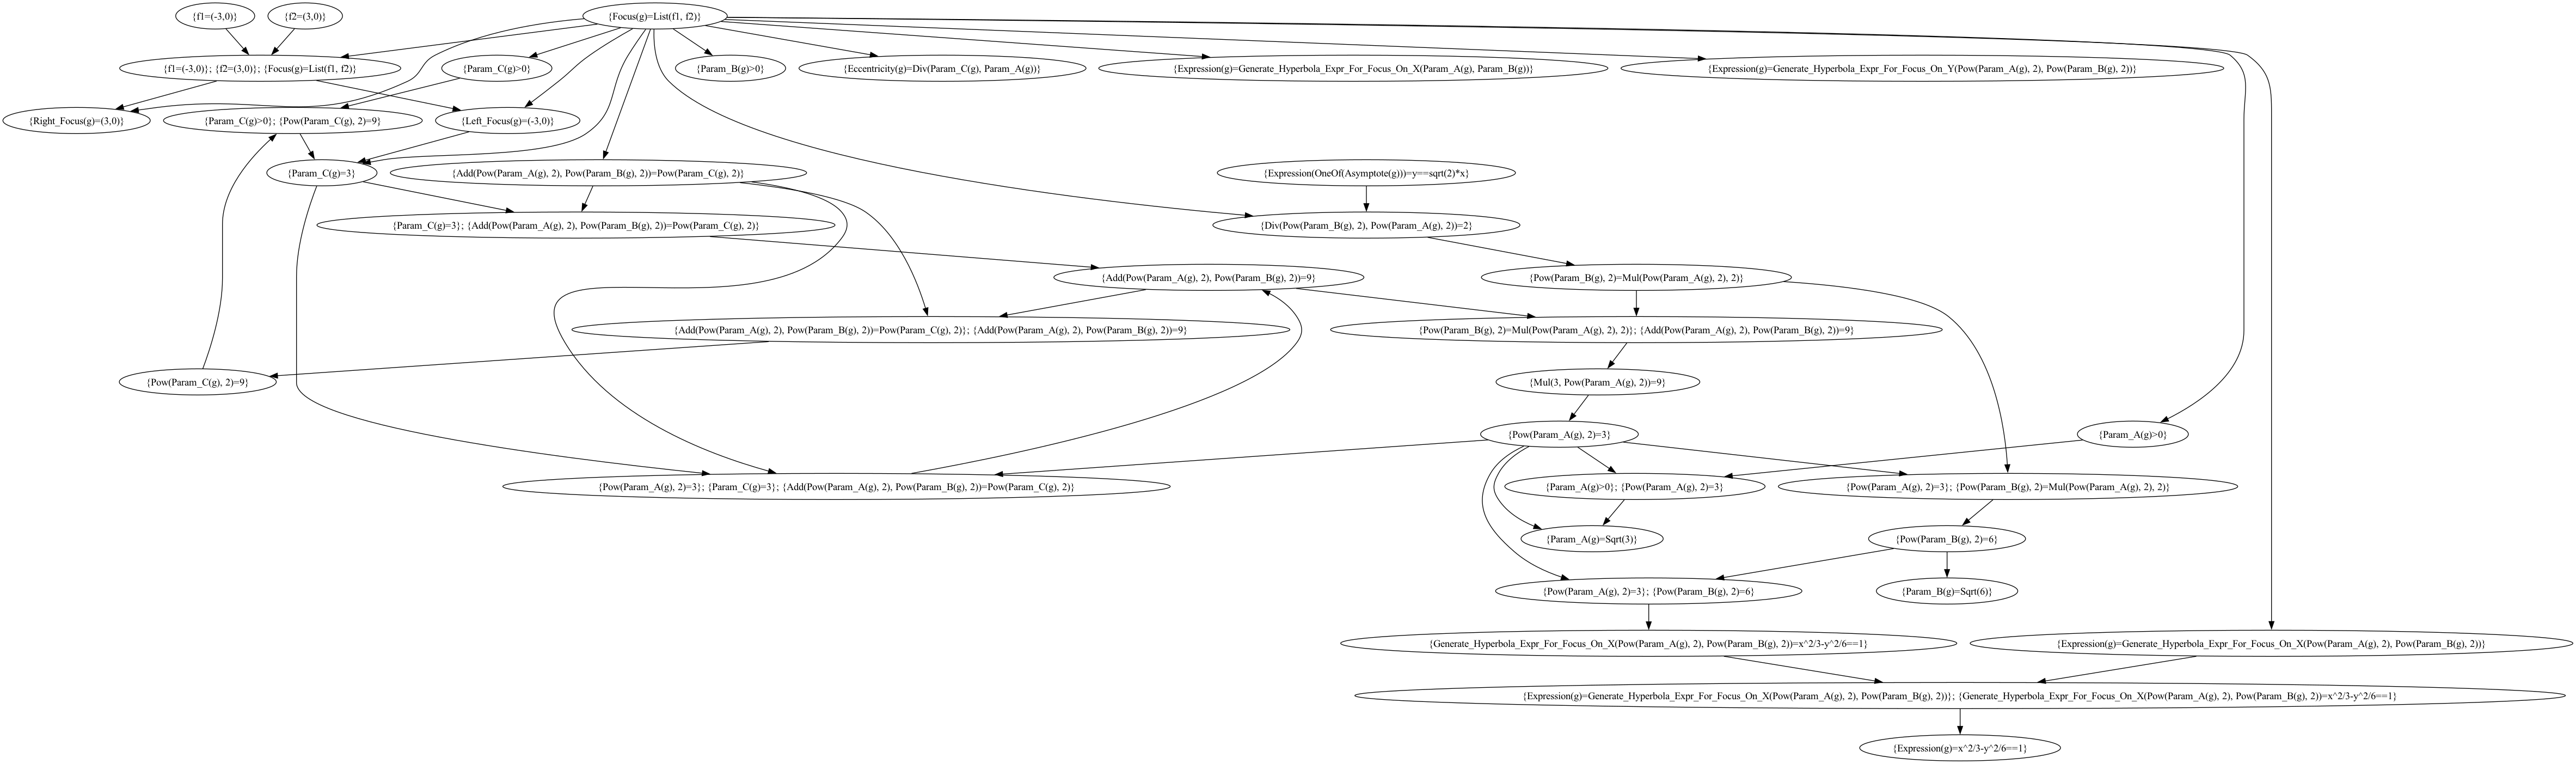 {f1=(-3,0)}
{f2=(3,0)}
{Focus(g)=List(f1, f2)}
{f1=(-3,0)}; {f2=(3,0)}; {Focus(g)=List(f1, f2)}
{Param_C(g)>0}
{Param_B(g)>0}
{Eccentricity(g)=Div(Param_C(g), Param_A(g))}
{Expression(g)=Generate_Hyperbola_Expr_For_Focus_On_X(Param_A(g), Param_B(g))}
{Expression(g)=Generate_Hyperbola_Expr_For_Focus_On_Y(Pow(Param_A(g), 2), Pow(Param_B(g), 2))}
{Right_Focus(g)=(3,0)}
{Param_C(g)>0}; {Pow(Param_C(g), 2)=9}
{Left_Focus(g)=(-3,0)}
{Param_C(g)=3}
{Add(Pow(Param_A(g), 2), Pow(Param_B(g), 2))=Pow(Param_C(g), 2)}
{Expression(OneOf(Asymptote(g)))=y==sqrt(2)*x}
{Param_C(g)=3}; {Add(Pow(Param_A(g), 2), Pow(Param_B(g), 2))=Pow(Param_C(g), 2)}
{Div(Pow(Param_B(g), 2), Pow(Param_A(g), 2))=2}
{Add(Pow(Param_A(g), 2), Pow(Param_B(g), 2))=9}
{Pow(Param_B(g), 2)=Mul(Pow(Param_A(g), 2), 2)}
{Add(Pow(Param_A(g), 2), Pow(Param_B(g), 2))=Pow(Param_C(g), 2)}; {Add(Pow(Param_A(g), 2), Pow(Param_B(g), 2))=9}
{Pow(Param_B(g), 2)=Mul(Pow(Param_A(g), 2), 2)}; {Add(Pow(Param_A(g), 2), Pow(Param_B(g), 2))=9}
{Pow(Param_C(g), 2)=9}
{Mul(3, Pow(Param_A(g), 2))=9}
{Pow(Param_A(g), 2)=3}
{Param_A(g)>0}
{Pow(Param_A(g), 2)=3}; {Param_C(g)=3}; {Add(Pow(Param_A(g), 2), Pow(Param_B(g), 2))=Pow(Param_C(g), 2)}
{Param_A(g)>0}; {Pow(Param_A(g), 2)=3}
{Pow(Param_A(g), 2)=3}; {Pow(Param_B(g), 2)=Mul(Pow(Param_A(g), 2), 2)}
{Param_A(g)=Sqrt(3)}
{Pow(Param_B(g), 2)=6}
{Pow(Param_A(g), 2)=3}; {Pow(Param_B(g), 2)=6}
{Param_B(g)=Sqrt(6)}
{Generate_Hyperbola_Expr_For_Focus_On_X(Pow(Param_A(g), 2), Pow(Param_B(g), 2))=x^2/3-y^2/6==1}
{Expression(g)=Generate_Hyperbola_Expr_For_Focus_On_X(Pow(Param_A(g), 2), Pow(Param_B(g), 2))}
{Expression(g)=Generate_Hyperbola_Expr_For_Focus_On_X(Pow(Param_A(g), 2), Pow(Param_B(g), 2))}; {Generate_Hyperbola_Expr_For_Focus_On_X(Pow(Param_A(g), 2), Pow(Param_B(g), 2))=x^2/3-y^2/6==1}
{Expression(g)=x^2/3-y^2/6==1}